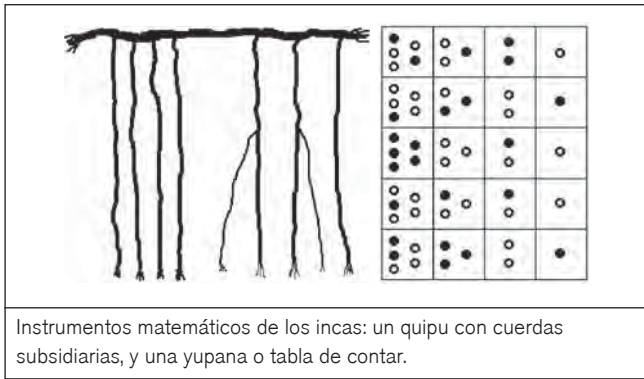 Instrumentos matemáticos de los incas: un quipu con cuerdas
subsidiarias, y una yupana o tabla de contar.